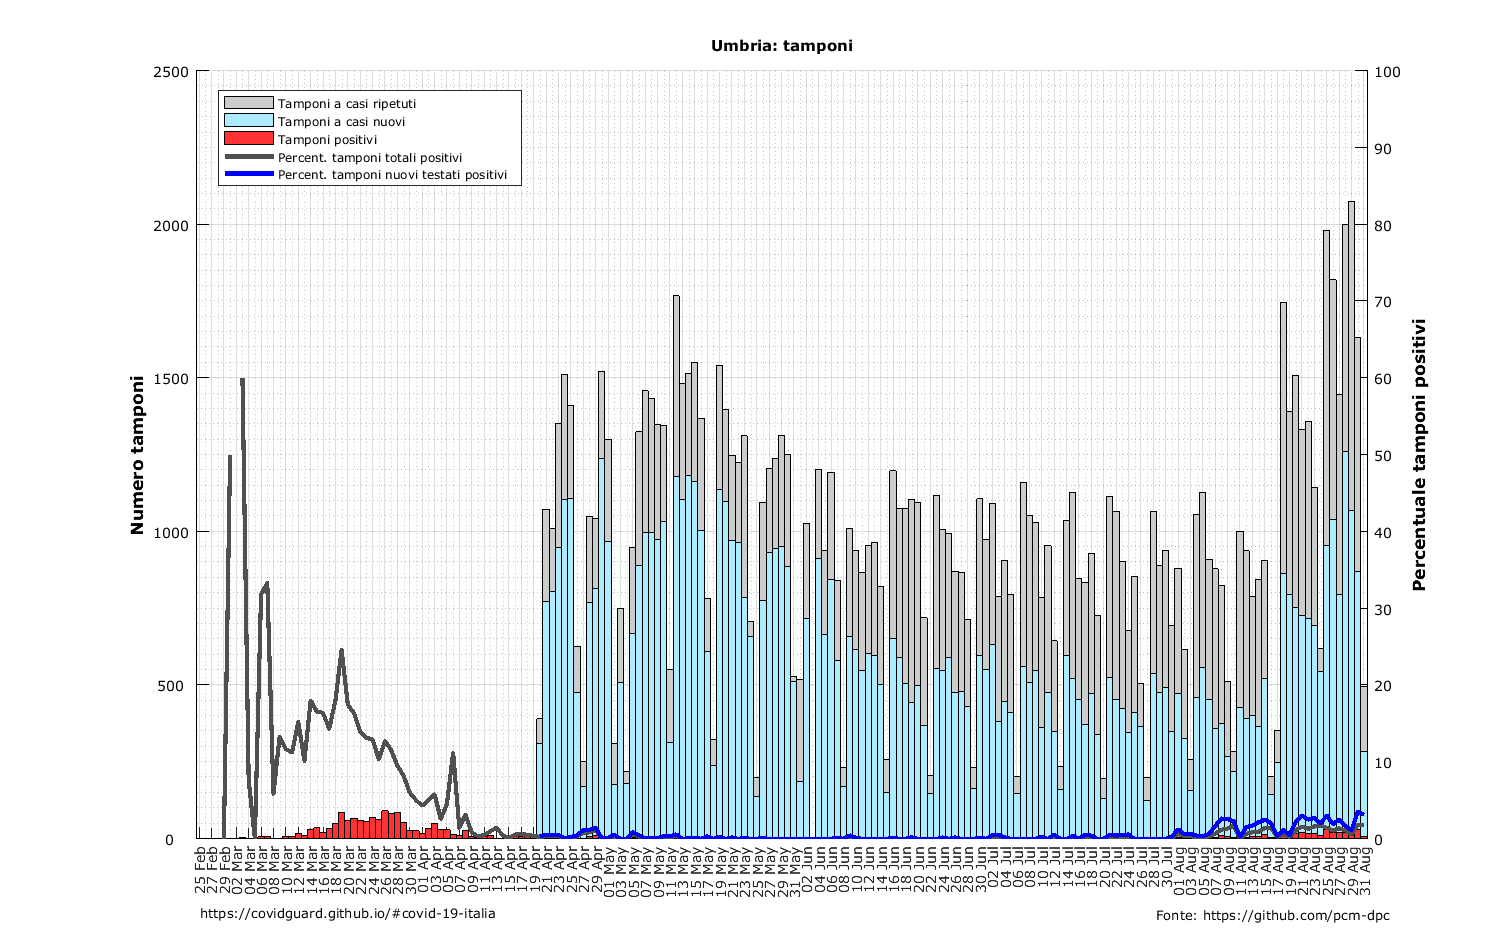 Umbria: tamponi
2500
2000
1500
1000
500
0
100
90
80
70
60
50
40
30
20
10
0
Numero tamponi
Percentuale tamponi positivi
Tamponi a casi ripetuti
Tamponi a casi nuovi
Tamponi positivi
Percent. tamponi totali positivi
Percent. tamponi nuovi testati positivi
25 Feb
27 Feb
29 Feb
02 Mar
04 Mar
06 Mar
08 Mar
10 Mar
12 Mar
14 Mar
16 Mar
18 Mar
20 Mar
22 Mar
24 Mar
26 Mar
28 Mar
30 Mar
01 Apr
03 Apr
05 Apr
07 Apr
09 Apr
11 Apr
13 Apr
15 Apr
17 Apr
19 Apr
21 Apr
23 Apr
25 Apr
27 Apr
29 Apr
01 May
03 May
05 May
07 May
09 May
11 May
13 May
15 May
17 May
19 May
21 May
23 May
25 May
27 May
29 May
31 May
02 Jun
04 Jun
06 Jun
08 Jun
10 Jun
12 Jun
14 Jun
16 Jun
18 Jun
20 Jun
22 Jun
24 Jun
26 Jun
28 Jun
30 Jun
02 Jul
04 Jul
06 Jul
08 Jul
10 Jul
12 Jul
14 Jul
16 Jul
18 Jul
20 Jul
22 Jul
24 Jul
26 Jul
28 Jul
30 Jul
01 Aug
03 Aug
05 Aug
07 Aug
09 Aug
11 Aug
13 Aug
15 Aug
17 Aug
19 Aug
21 Aug
23 Aug
25 Aug
27 Aug
29 Aug
31 Aug
https://covidguard.github.io/#covid-19-italia
Fonte: https://github.com/pcm-dpc